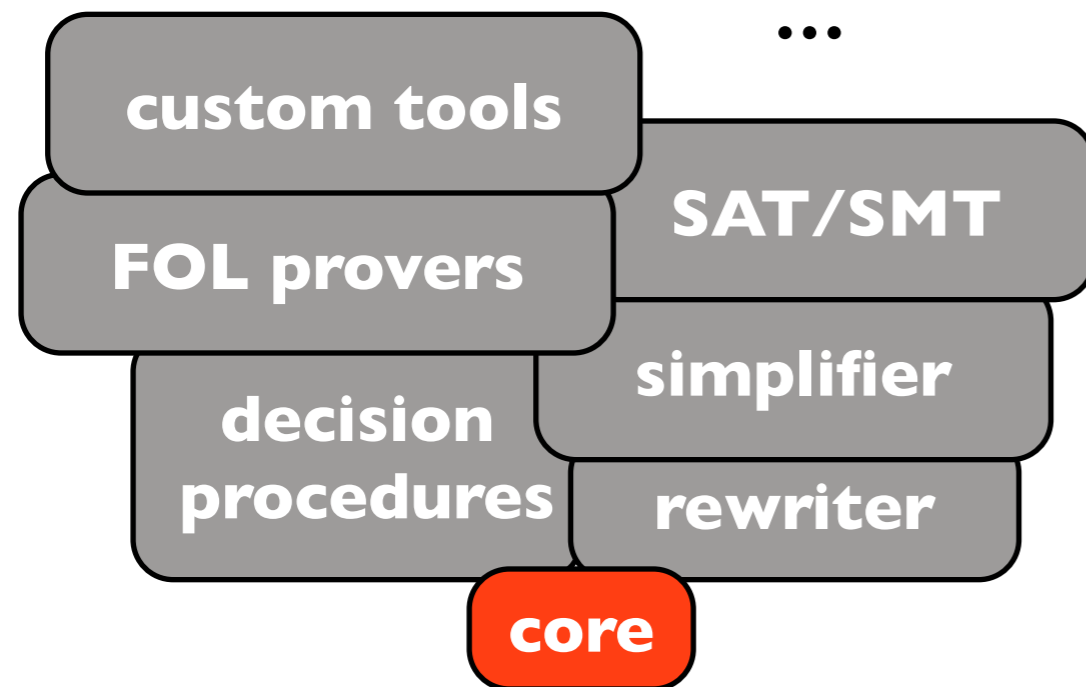 ...
custom tools
SAT/SMT
FOL provers
simplifier
decision
procedures
rewriter
core